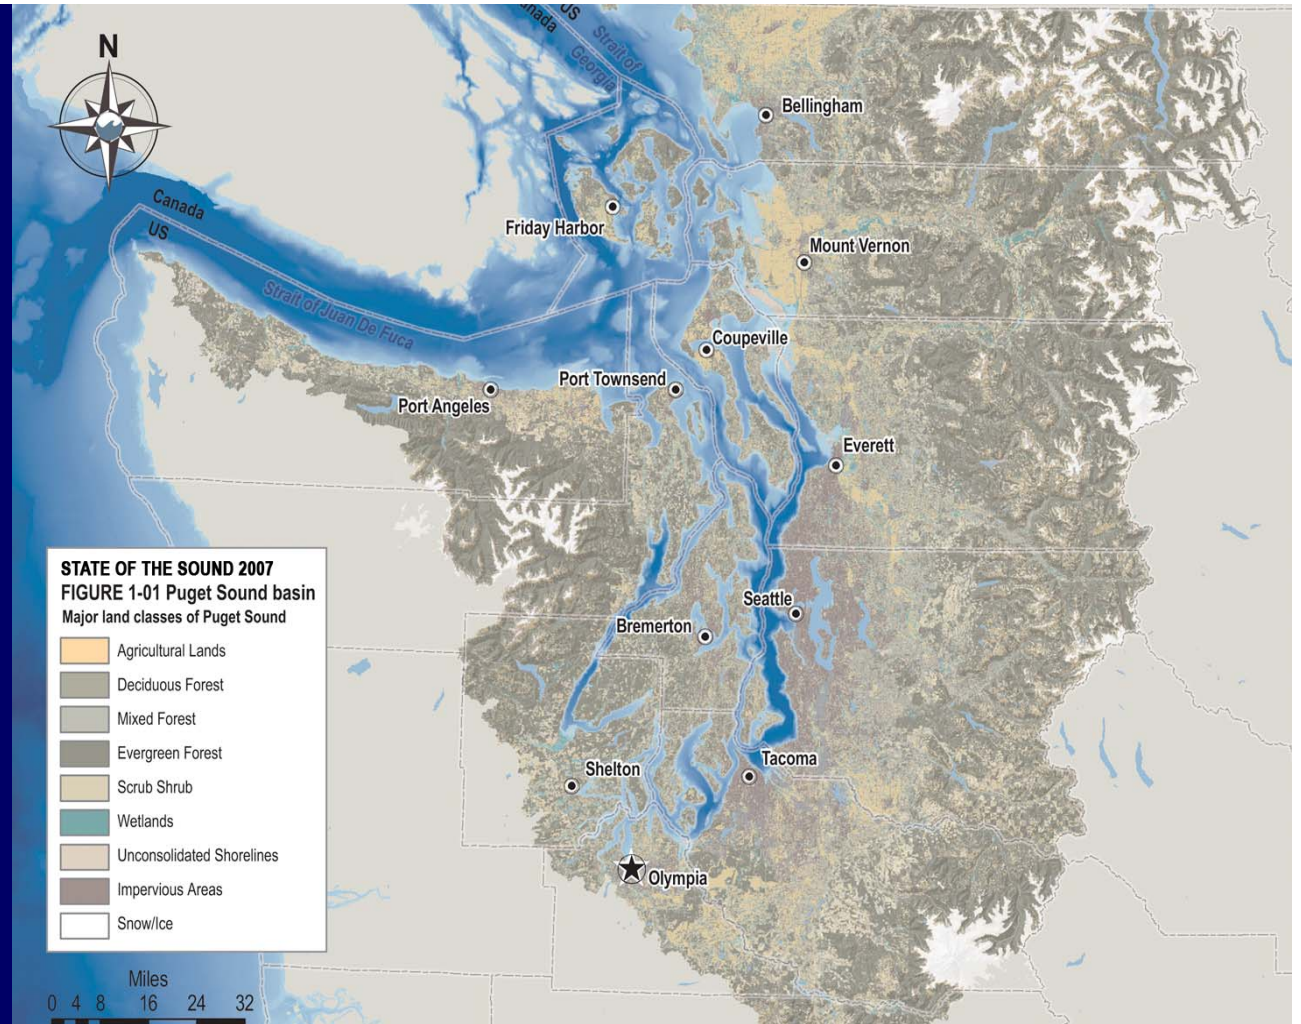 N
Canada
US
Strait of
Georgia
Canada
US
Strait of Juan De Fuca
Bellingham
Friday Harbor
Mount Vernon
Coupeville
Port Townsend
Port Angeles
Everett
Seattle
Bremerton
Shelton
Tacoma
Olympia
STATE OF THE SOUND 2007
FIGURE 1-01 Puget Sound basin
Major land classes of Puget Sound
Agricultural Lands
Deciduous Forest
Mixed Forest
Evergreen Forest
Scrub Shrub
Wetlands
Unconsolidated Shorelines
Impervious Areas
Snow/Ice
Miles
0 4 8 16 24 32